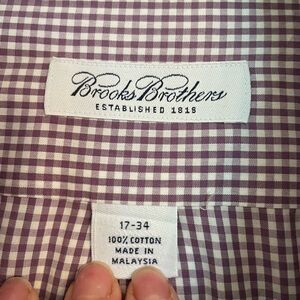 Brooks Brothers
ESTABLISHED 1818
17-34
100% COTTON
MADE IN
MALAYSIA